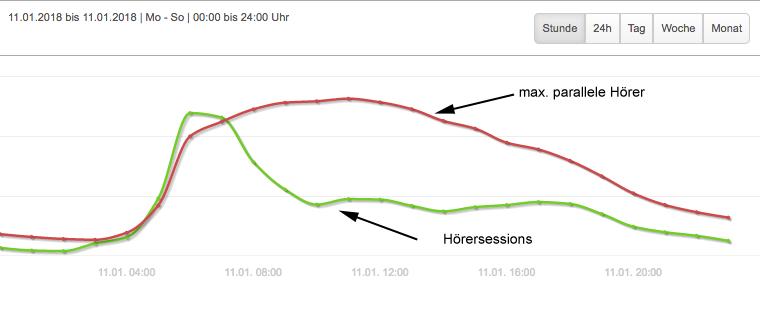 11.01.2018 bis 11.01.2018 | Mo - So | 00:00 bis 24:00 Uhr
Stunde 24h Tag Woche Monat
max. parallele Hörer
Hörersessions
11.01. 04:00 11.01. 08:00 11.01. 12:00 11.01. 16:00 11.01. 20:00